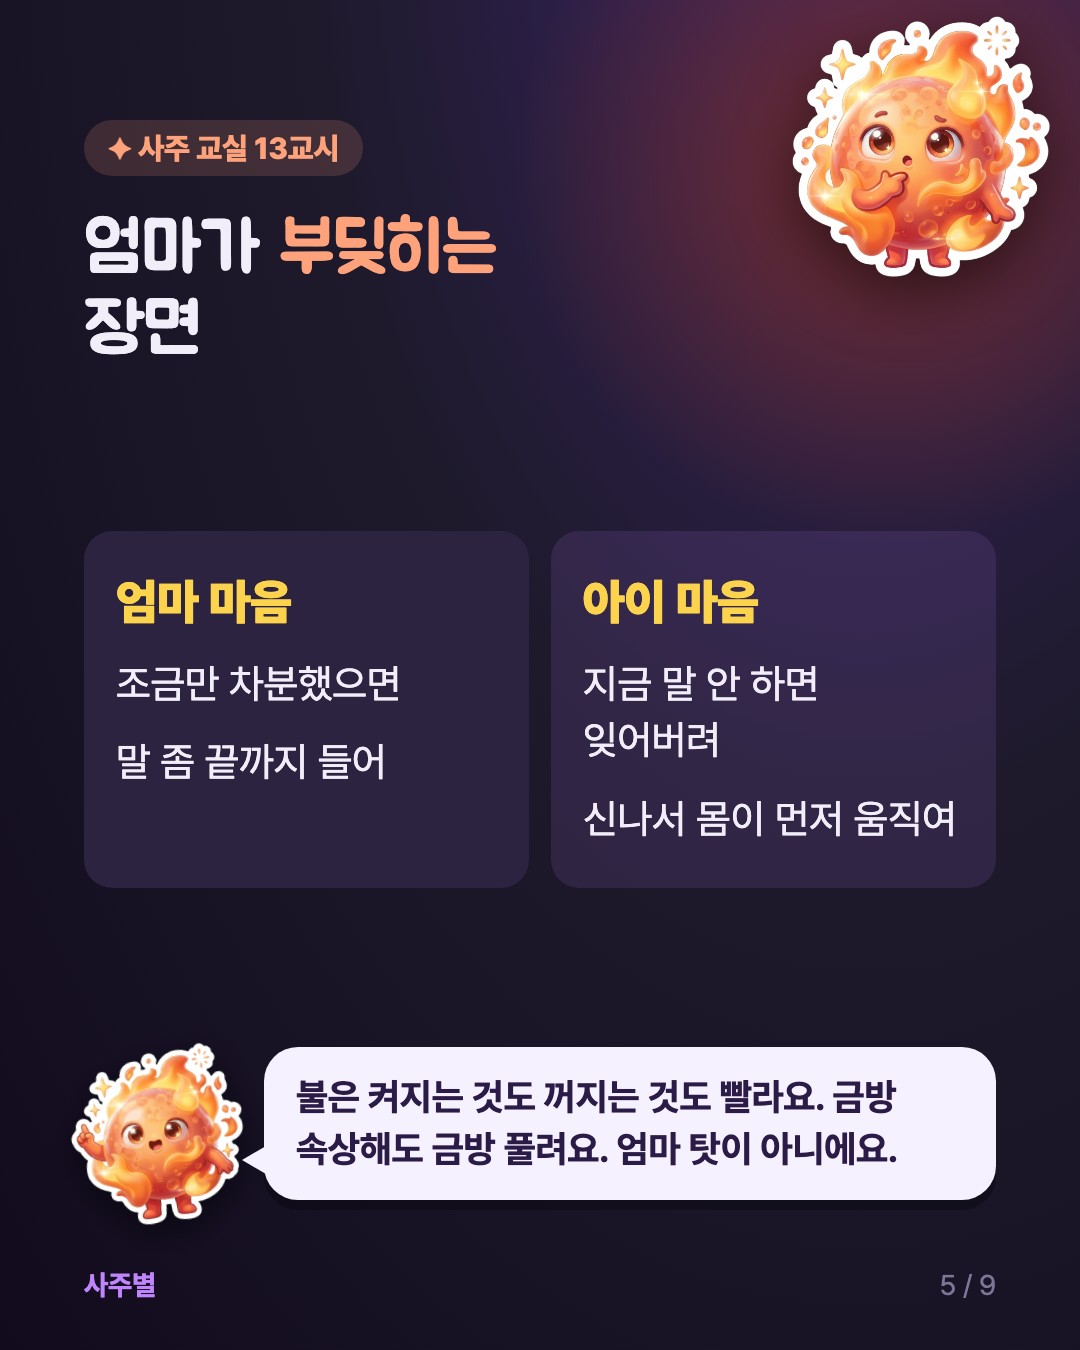 사주 교실 13교시
엄마가 부딪히는
장면
엄마 마음
조금만 차분했으면
말 좀 끝까지 들어
아이 마음
지금 말 안 하면
잊어버려
신나서 몸이 먼저 움직여
불은 켜지는 것도 꺼지는 것도 빨라요. 금방
속상해도 금방 풀려요. 엄마 탓이 아니에요.
사주별
5 / 9